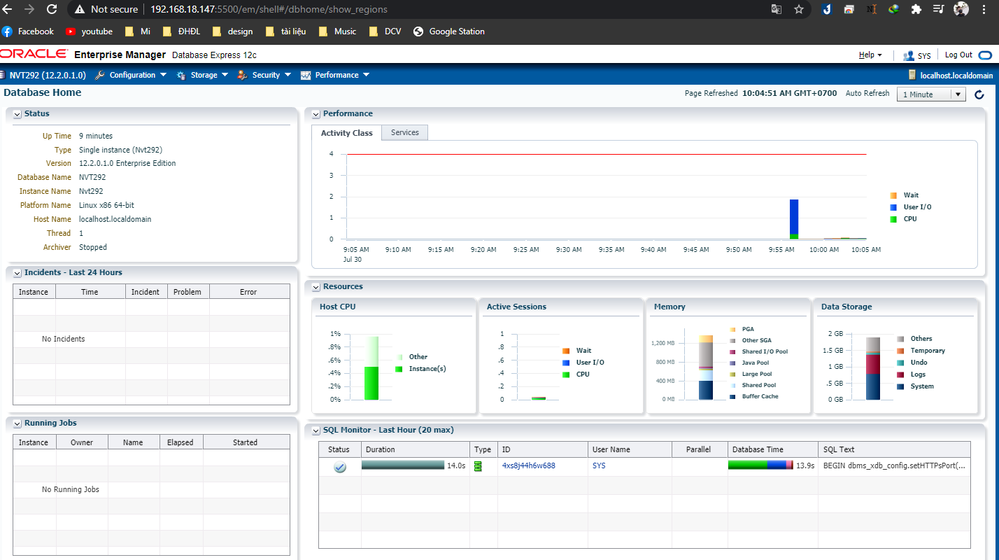 Not secure 192.168.18.147:5500/em/shell#/dbhome/show_regions
Facebook youtube Mi ĐHĐL design tài liệu Music DCV Google Station
ORACLE Enterprise Manager Database Express 12c Help SYS Log Out
NVT292 (12.2.0.1.0) Configuration Storage Security Performance localhost.localdomain
Database Home Page Refreshed 10:04:51 AM GMT+0700 Auto Refresh 1 Minute
Status
Up Time 9 minutes
Type Single instance (Nvt292)
Version 12.2.0.1.0 Enterprise Edition
Database Name NVT292
Instance Name Nvt292
Platform Name Linux x86 64-bit
Host Name localhost.localdomain
Thread 1
Archiver Stopped
Incidents - Last 24 Hours
Instance Time Incident Problem Error
No Incidents
Running Jobs
Instance Owner Name Elapsed Started
No Running Jobs
Performance
Activity Class Services
4
3
2
1
0
9:05 AM 9:10 AM 9:15 AM 9:20 AM 9:25 AM 9:30 AM 9:35 AM 9:40 AM 9:45 AM 9:50 AM 9:55 AM 10:00 AM 10:05 AM
Jul 30
Wait
User I/O
CPU
Resources
Host CPU
1%
.8%
.6%
.4%
.2%
0%
Other
Instance(s)
Active Sessions
1
.8
.6
.4
.2
0
Wait
User I/O
CPU
Memory
1,200 MB
800 MB
400 MB
0 MB
PGA
Other SGA
Shared I/O Pool
Java Pool
Large Pool
Shared Pool
Buffer Cache
Data Storage
2 GB
1.5 GB
1 GB
.5 GB
0 GB
Others
Temporary
Undo
Logs
System
SQL Monitor - Last Hour (20 max)
Status Duration Type ID User Name Parallel Database Time SQL Text
14.0s 4xs8j44h6w688 SYS 13.9s BEGIN dbms_xdb_config.setHTTPsPort(...